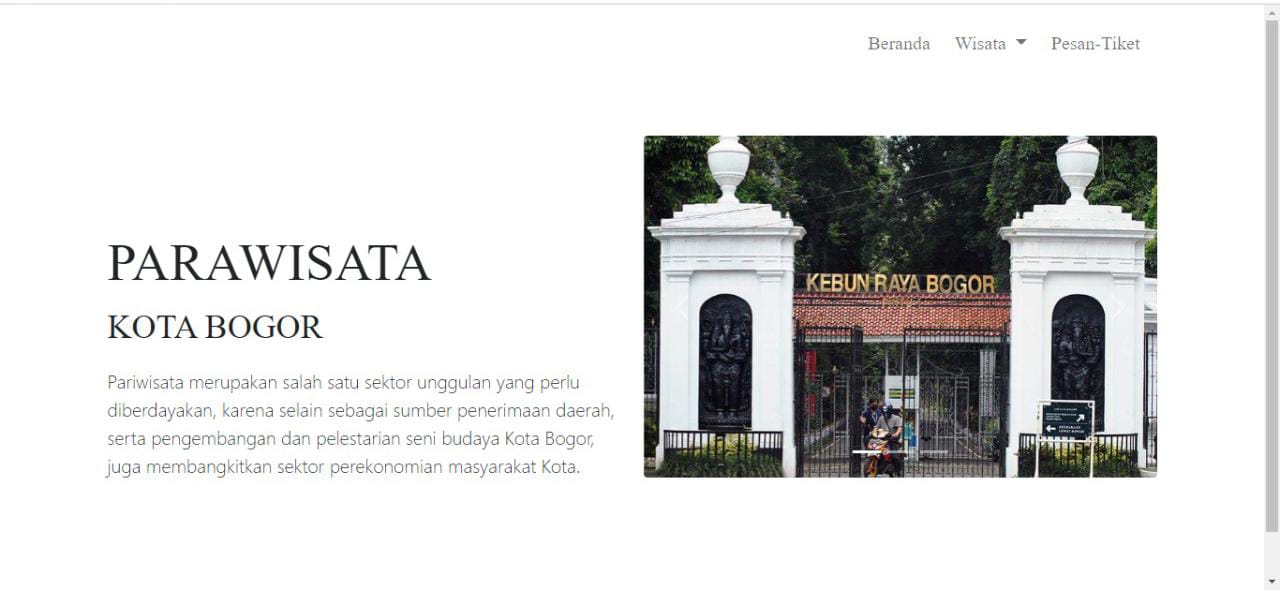 Beranda Wisata Pesan-Tiket
PARAWISATA
KOTA BOGOR
Pariwisata merupakan salah satu sektor unggulan yang perlu
diberdayakan, karena selain sebagai sumber penerimaan daerah,
serta pengembangan dan pelestarian seni budaya Kota Bogor,
juga membangkitkan sektor perekonomian masyarakat Kota.
KEBUN RAYA BOGOR